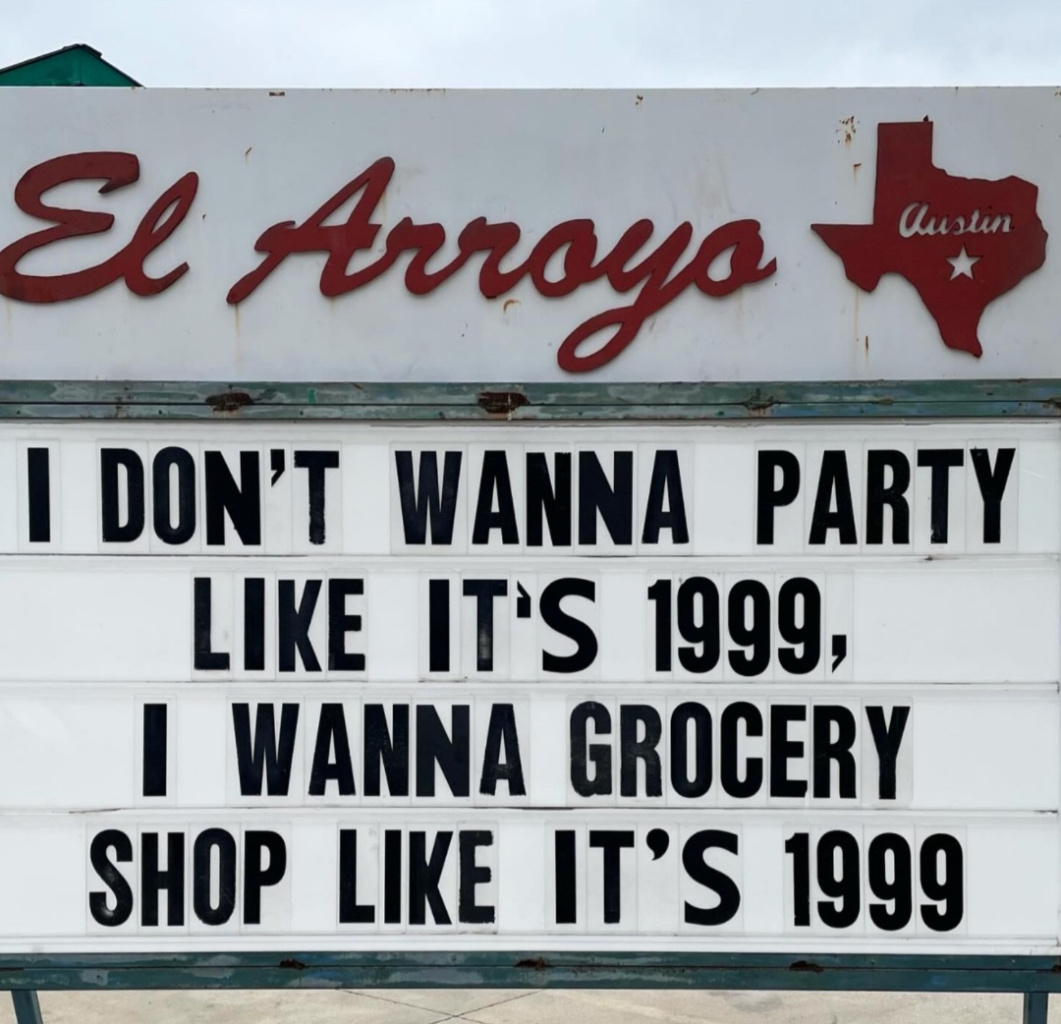 El Arroyo
Austin
I DON'T WANNA PARTY
LIKE IT'S 1999,
I WANNA GROCERY
SHOP LIKE IT'S 1999